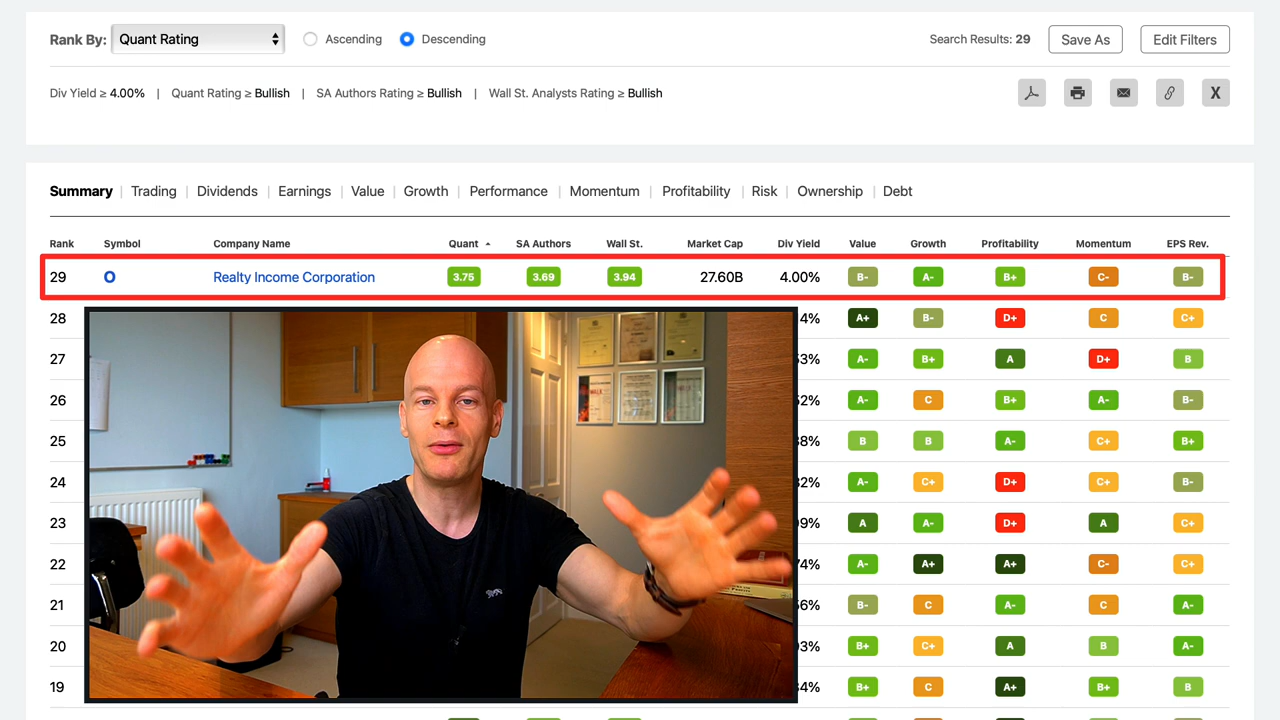 Rank By: Quant Rating Ascending Descending Search Results: 29 Save As Edit Filters
Div Yield ≥ 4.00% | Quant Rating ≥ Bullish | SA Authors Rating ≥ Bullish | Wall St. Analysts Rating ≥ Bullish X
Summary | Trading | Dividends | Earnings | Value | Growth | Performance | Momentum | Profitability | Risk | Ownership | Debt
Rank Symbol Company Name Quant SA Authors Wall St. Market Cap Div Yield Value Growth Profitability Momentum EPS Rev.
29 O Realty Income Corporation 3.75 3.69 3.94 27.60B 4.00% B- A- B+ C- B-
28 4% A+ B- D+ C C+
27 3% A- B+ A D+ B
26 2% A- C B+ A- B-
25 8% B B A- C+ B+
24 2% A- C+ D+ C+ B-
23 9% A A- D+ A C+
22 74% A- A+ A+ C- C+
21 6% B- C A- C A-
20 3% B+ C+ A B A-
19 4% B+ C A+ B+ B